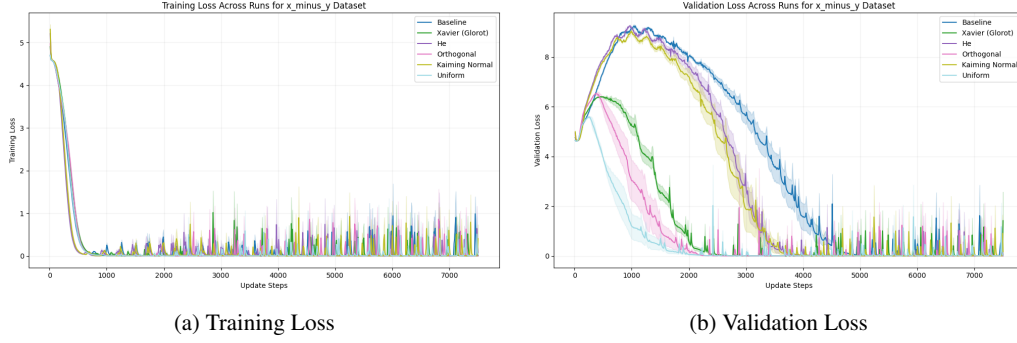 Training Loss Across Runs for x_minus_y Dataset
Training Loss
5
4
3
2
1
0
0
1000
2000
3000
4000
5000
6000
7000
Update Steps
Baseline
Xavier (Glorot)
He
Orthogonal
Kaiming Normal
Uniform
(a) Training Loss
Validation Loss Across Runs for x_minus_y Dataset
Validation Loss
8
6
4
2
0
0
1000
2000
3000
4000
5000
6000
7000
Update Steps
Baseline
Xavier (Glorot)
He
Orthogonal
Kaiming Normal
Uniform
(b) Validation Loss